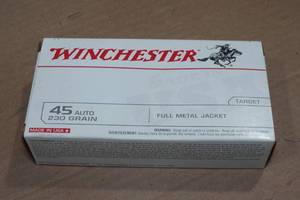 WINCHESTER
45 AUTO
230 GRAIN
FULL METAL JACKET
TARGET
MADE IN USA
WARNING: